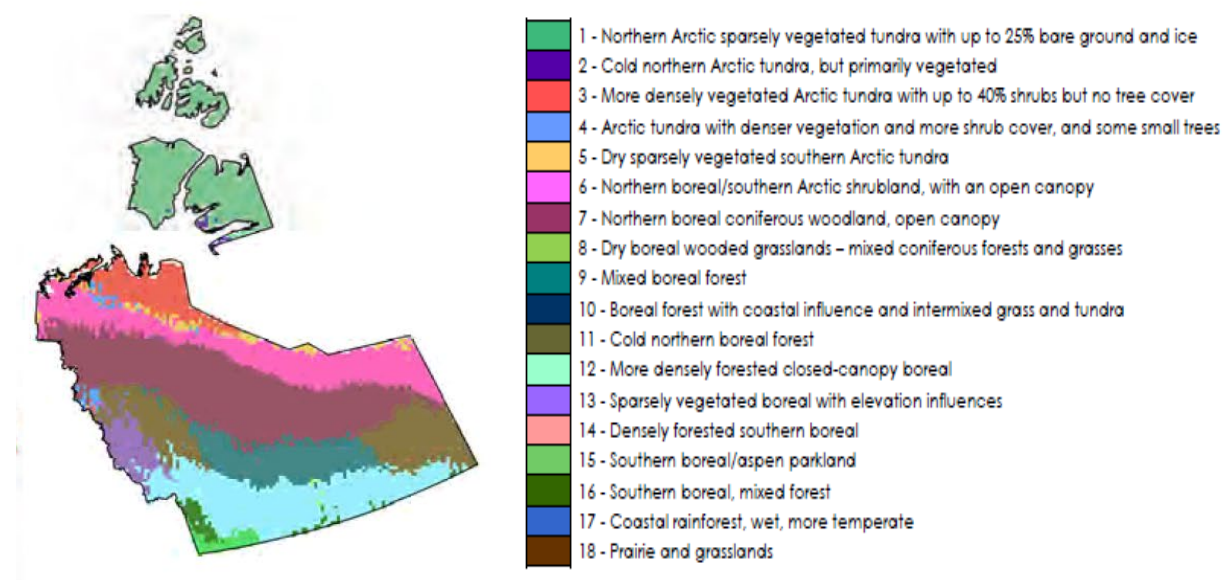 1 - Northern Arctic sparsely vegetated tundra with up to 25% bare ground and ice
2 - Cold northern Arctic tundra, but primarily vegetated
3 - More densely vegetated Arctic tundra with up to 40% shrubs but no tree cover
4 - Arctic tundra with denser vegetation and more shrub cover, and some small trees
5 - Dry sparsely vegetated southern Arctic tundra
6 - Northern boreal/southern Arctic shrubland, with an open canopy
7 - Northern boreal coniferous woodland, open canopy
8 - Dry boreal wooded grasslands – mixed coniferous forests and grasses
9 - Mixed boreal forest
10 - Boreal forest with coastal influence and intermixed grass and tundra
11 - Cold northern boreal forest
12 - More densely forested closed-canopy boreal
13 - Sparsely vegetated boreal with elevation influences
14 - Densely forested southern boreal
15 - Southern boreal/aspen parkland
16 - Southern boreal, mixed forest
17 - Coastal rainforest, wet, more temperate
18 - Prairie and grasslands